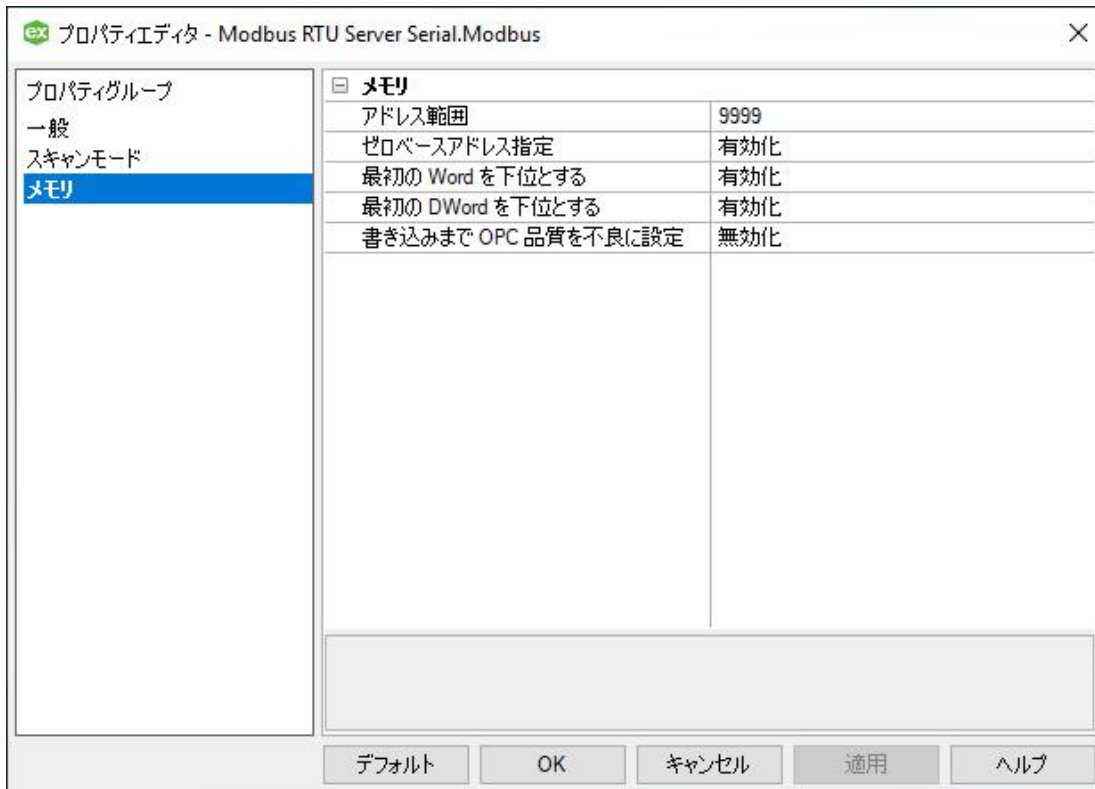 ex プロパティエディタ - Modbus RTU Server Serial.Modbus
プロパティグループ
一般
スキャンモード
メモリ
メモリ
アドレス範囲 9999
ゼロベースアドレス指定 有効化
最初の Word を下位とする 有効化
最初の DWord を下位とする 有効化
書き込みまで OPC 品質を不良に設定 無効化
デフォルト OK キャンセル 適用 ヘルプ